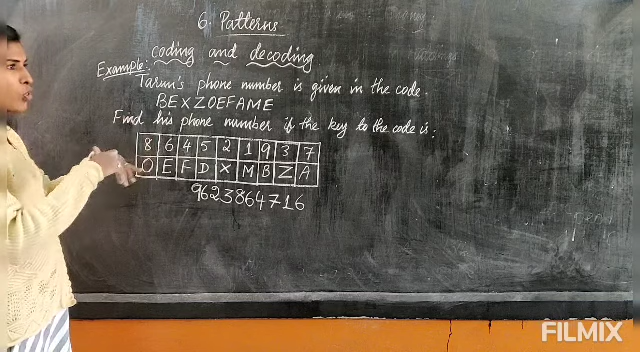 6. Patterns
coding and decoding
Example:
Tarun's phone number is given in the code.
BEXZOEFAME
Find his phone number if the key to the code is:
8 6 4 5 2 1 9 3 7
O E F D X M B Z A
9623864716
FILMIX